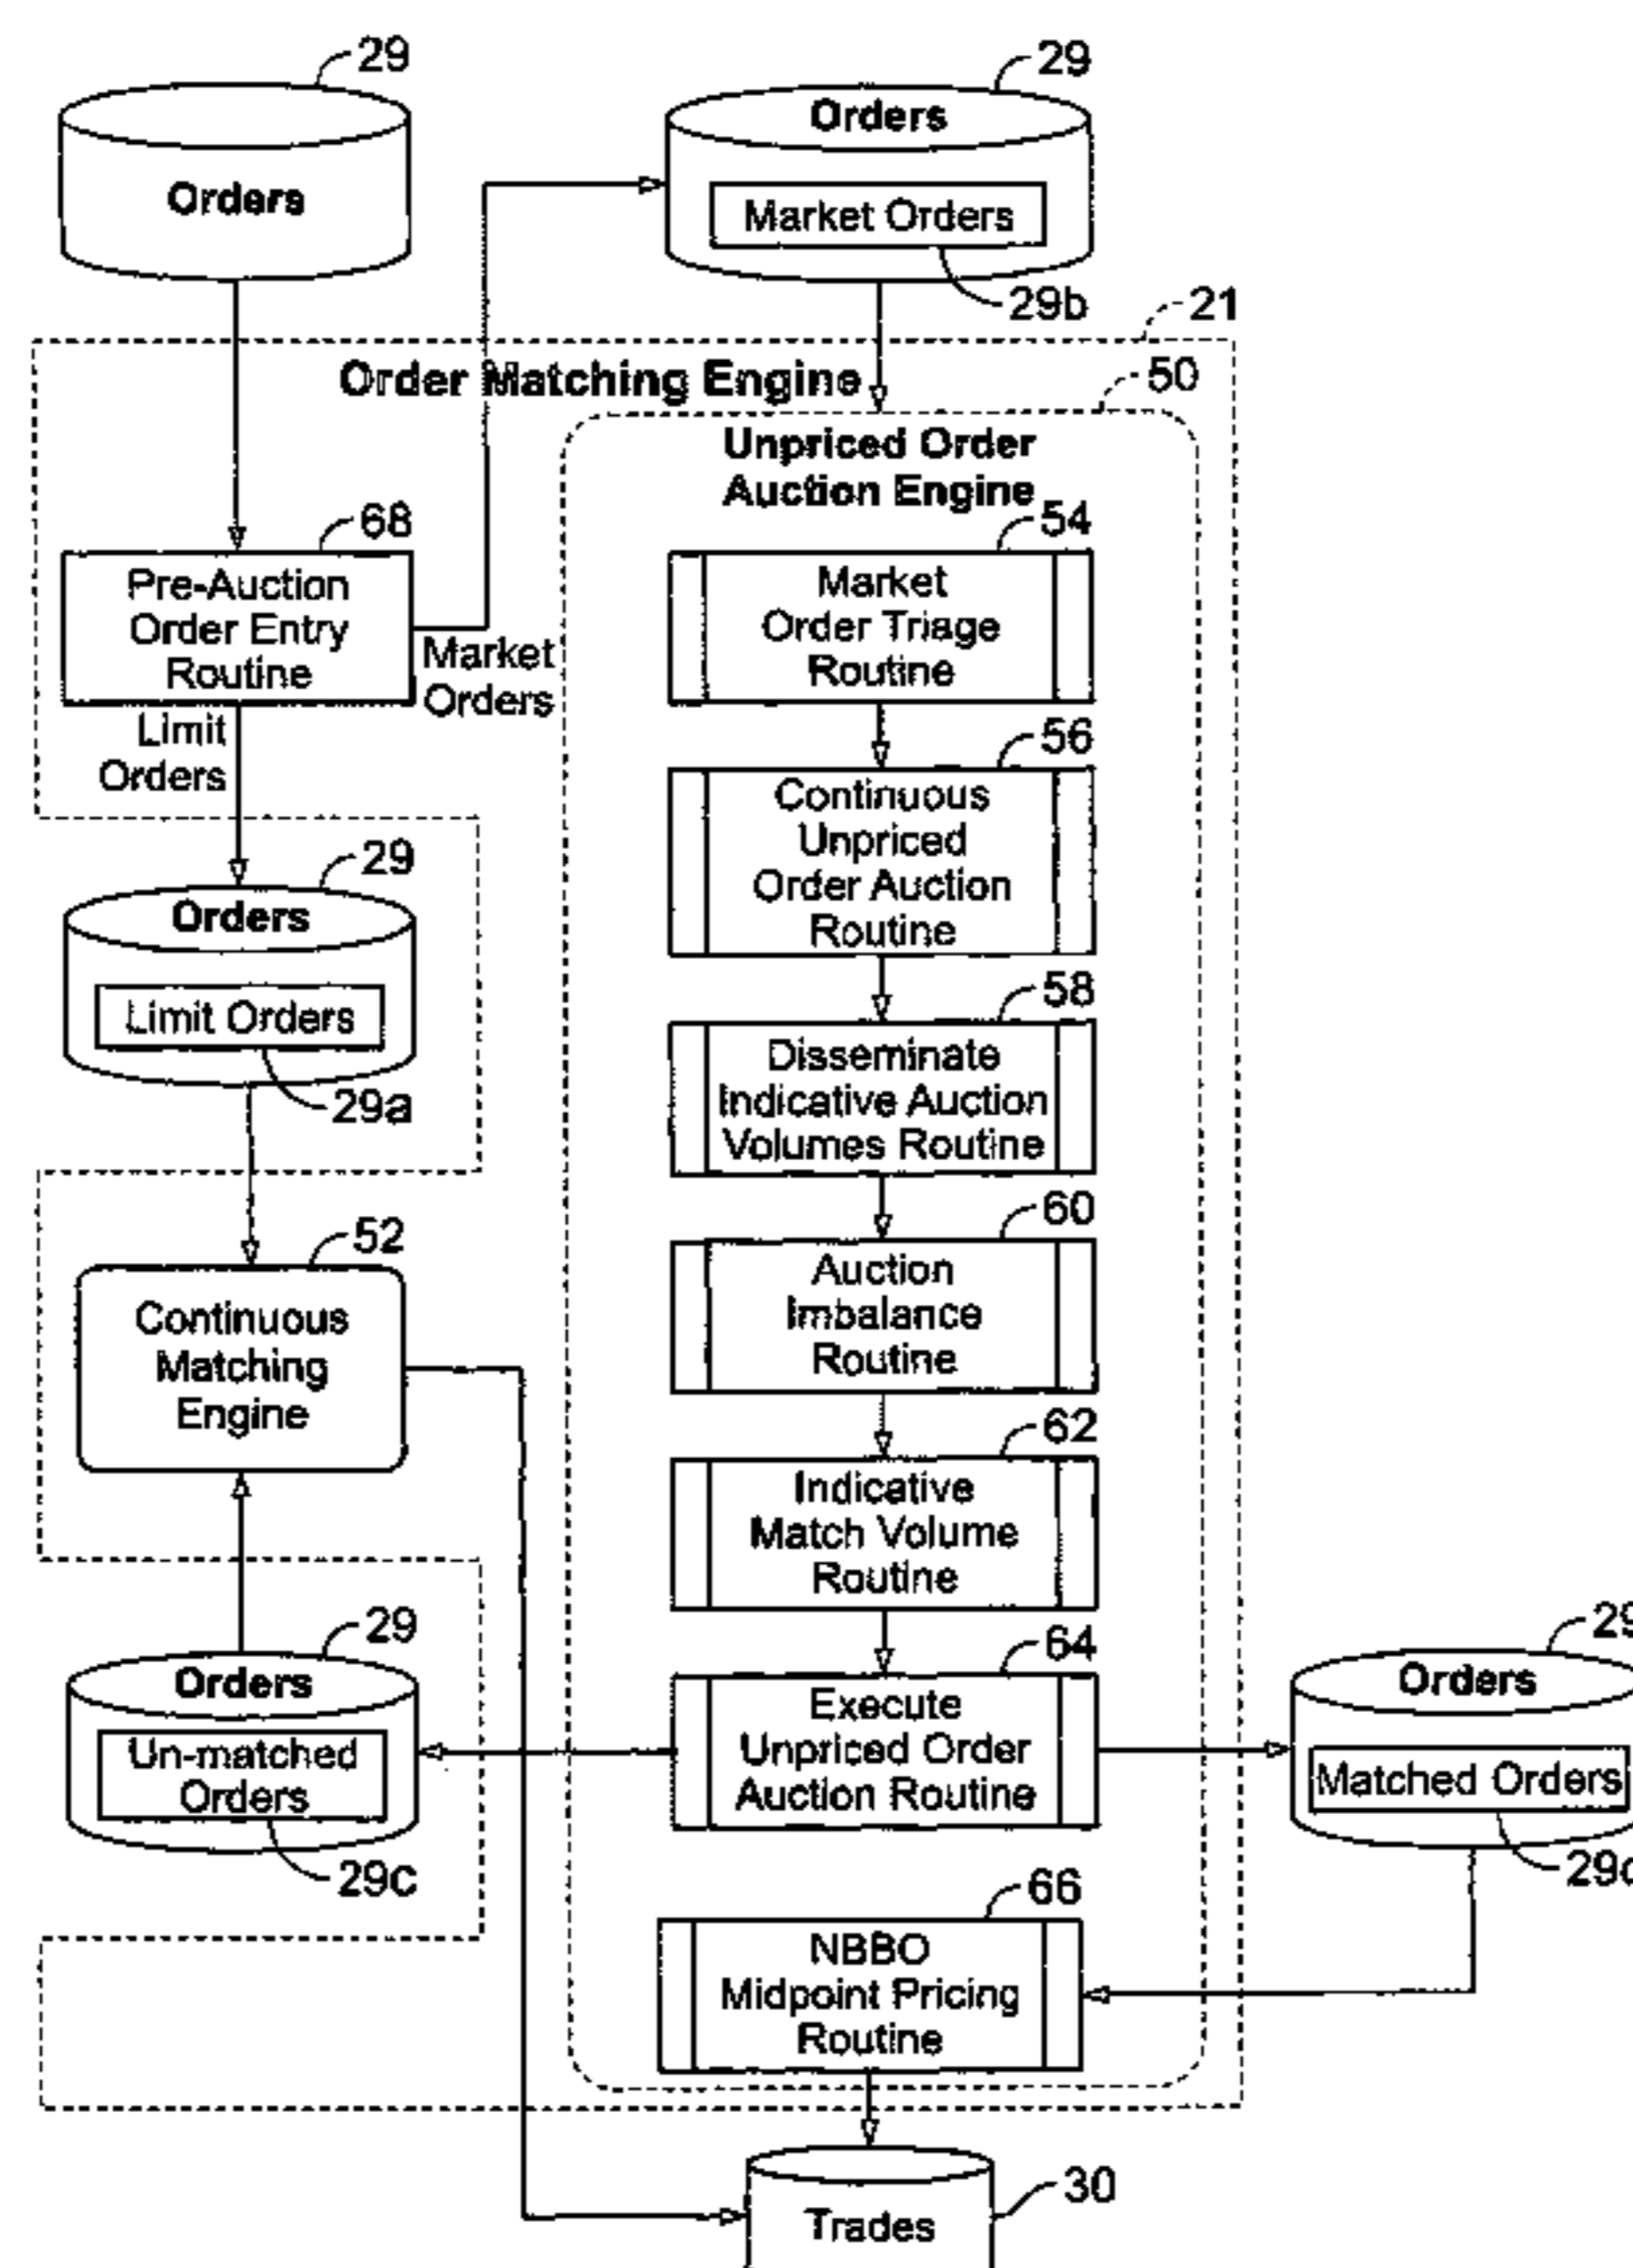 29
Orders
29
Orders
Market Orders
29b
21
Order Matching Engine
50
Unpriced Order
Auction Engine
68
Pre-Auction
Order Entry
Routine
Market
Orders
Limit
Orders
54
Market
Order Triage
Routine
56
Continuous
Unpriced
Order Auction
Routine
29
Orders
Limit Orders
29a
58
Disseminate
Indicative Auction
Volumes Routine
52
Continuous
Matching
Engine
60
Auction
Imbalance
Routine
62
Indicative
Match Volume
Routine
29
Orders
Un-matched
Orders
29c
64
Execute
Unpriced Order
Auction Routine
29
Orders
Matched Orders
66
NBBO
Midpoint Pricing
Routine
30
Trades